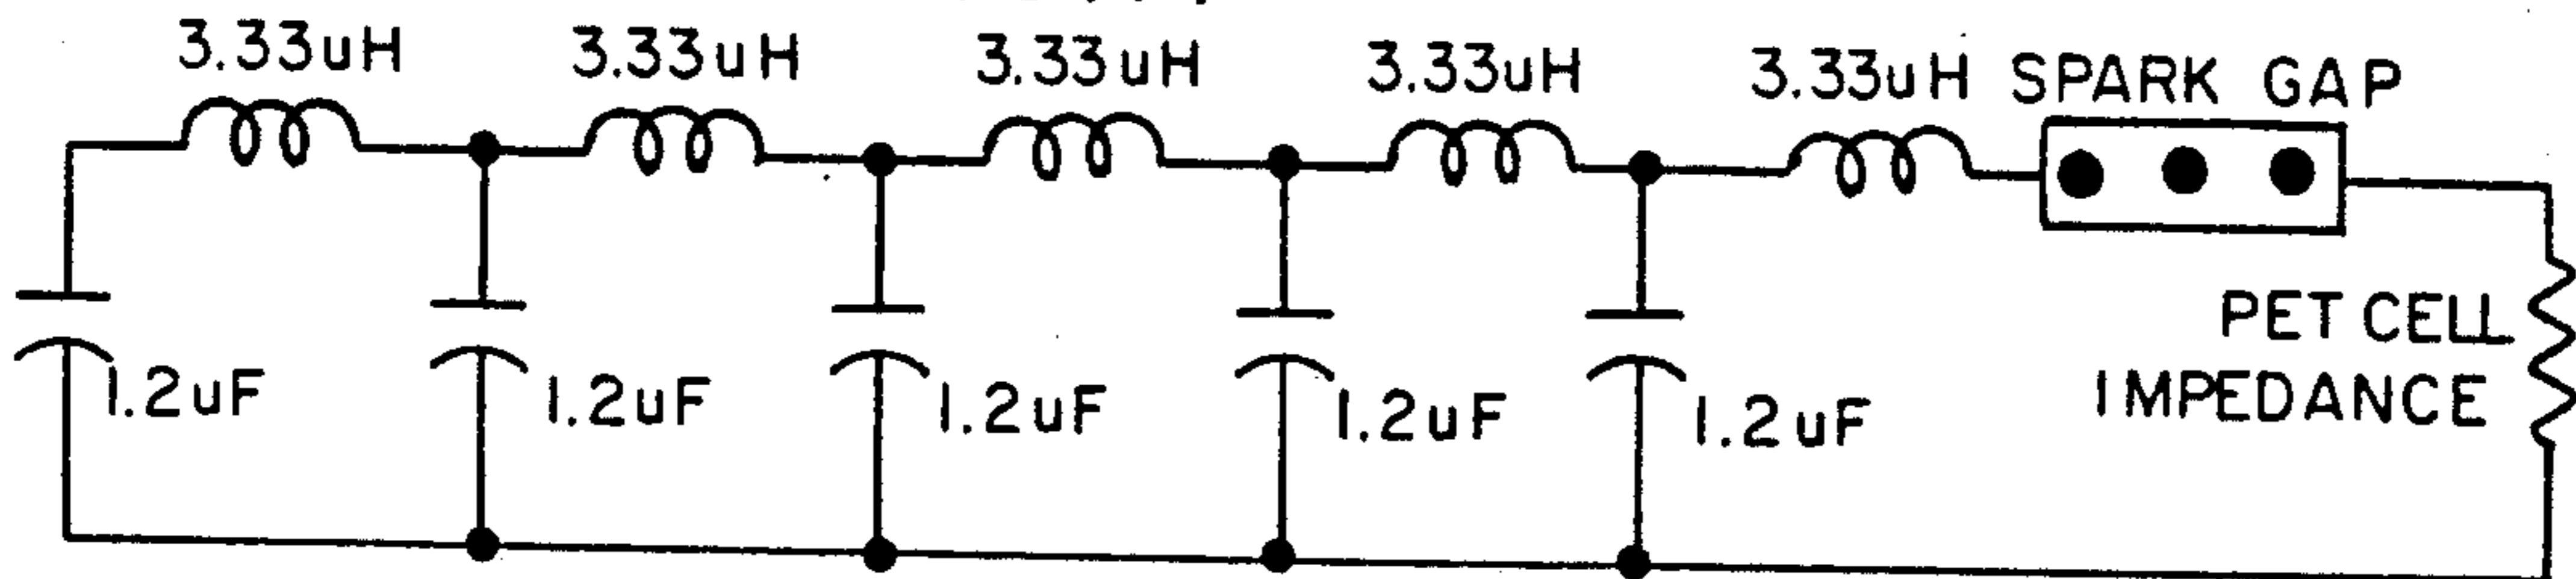 3.33uH 3.33uH 3.33uH 3.33uH 3.33uH SPARK GAP
1.2uF 1.2uF 1.2uF 1.2uF 1.2uF
PET CELL
IMPEDANCE